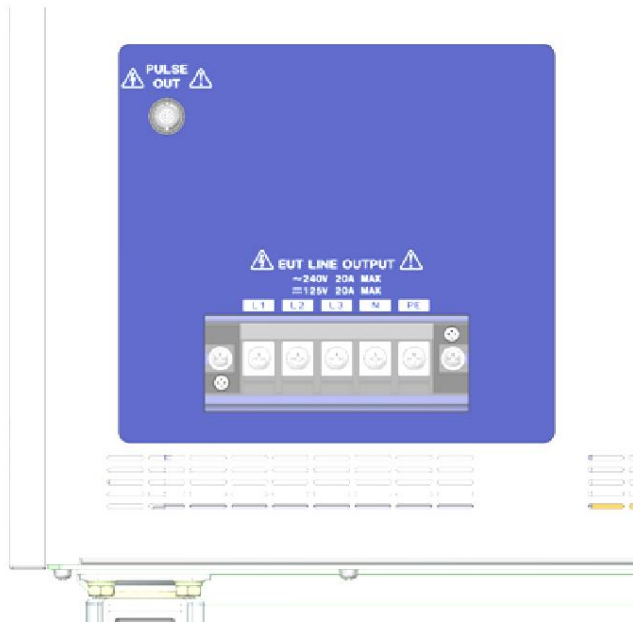 PULSE
OUT
EUT LINE OUTPUT
~240V 20A MAX
⎓125V 20A MAX
L1 L2 L3 N PE